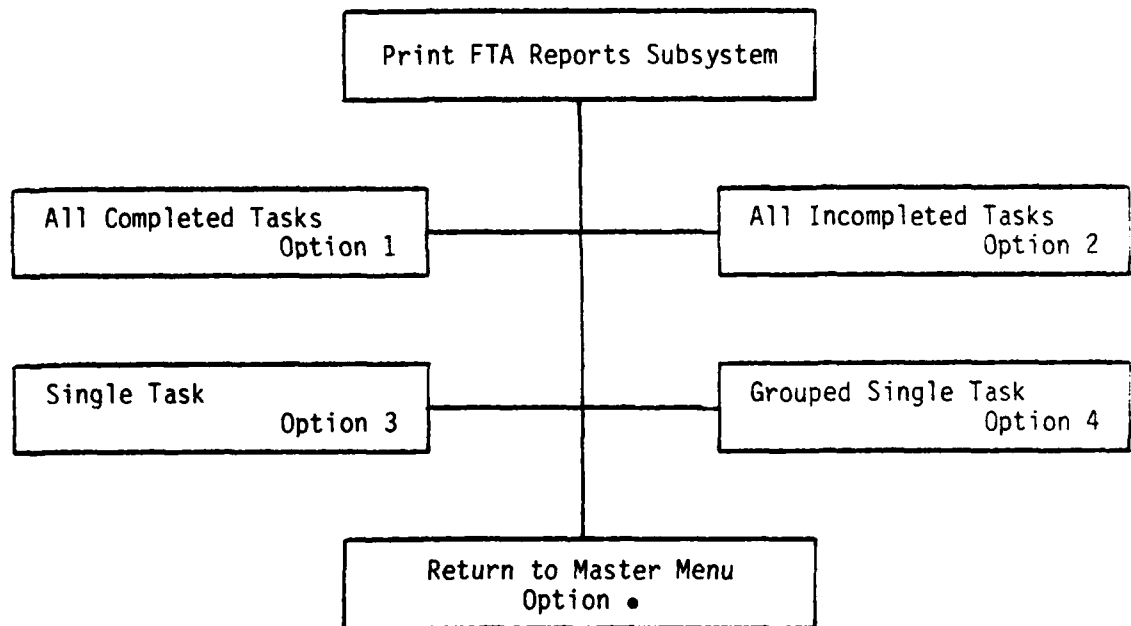 Print FTA Reports Subsystem
All Completed Tasks
Option 1
All Incompleted Tasks
Option 2
Single Task
Option 3
Grouped Single Task
Option 4
Return to Master Menu
Option •